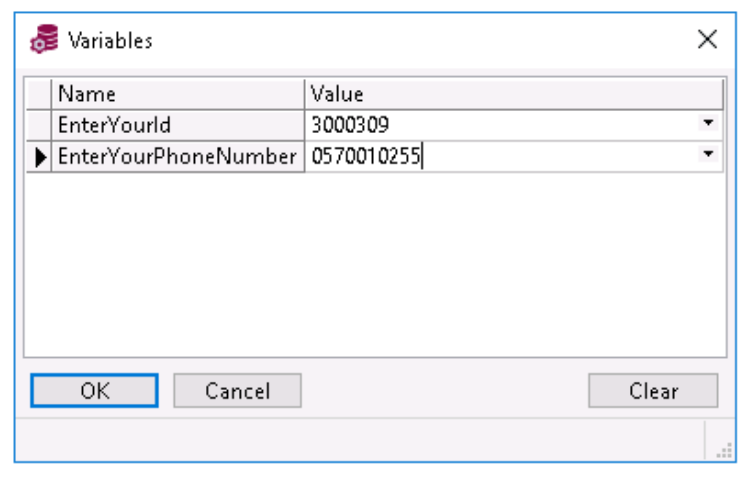 Variables
Name Value
EnterYourId 3000309
EnterYourPhoneNumber 0570010255
OK Cancel Clear